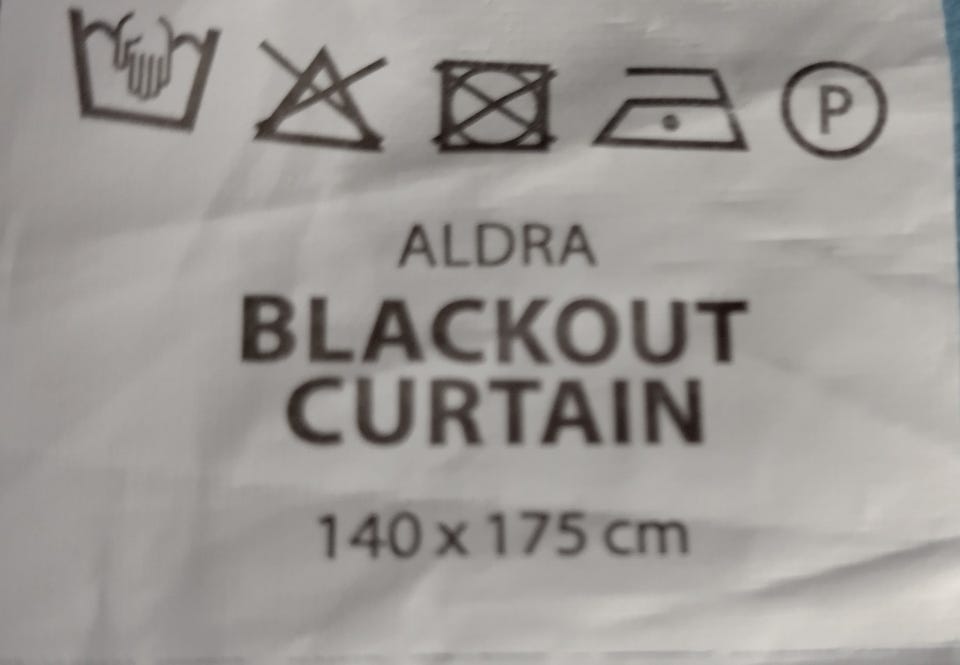 P
ALDRA
BLACKOUT
CURTAIN
140 x 175 cm